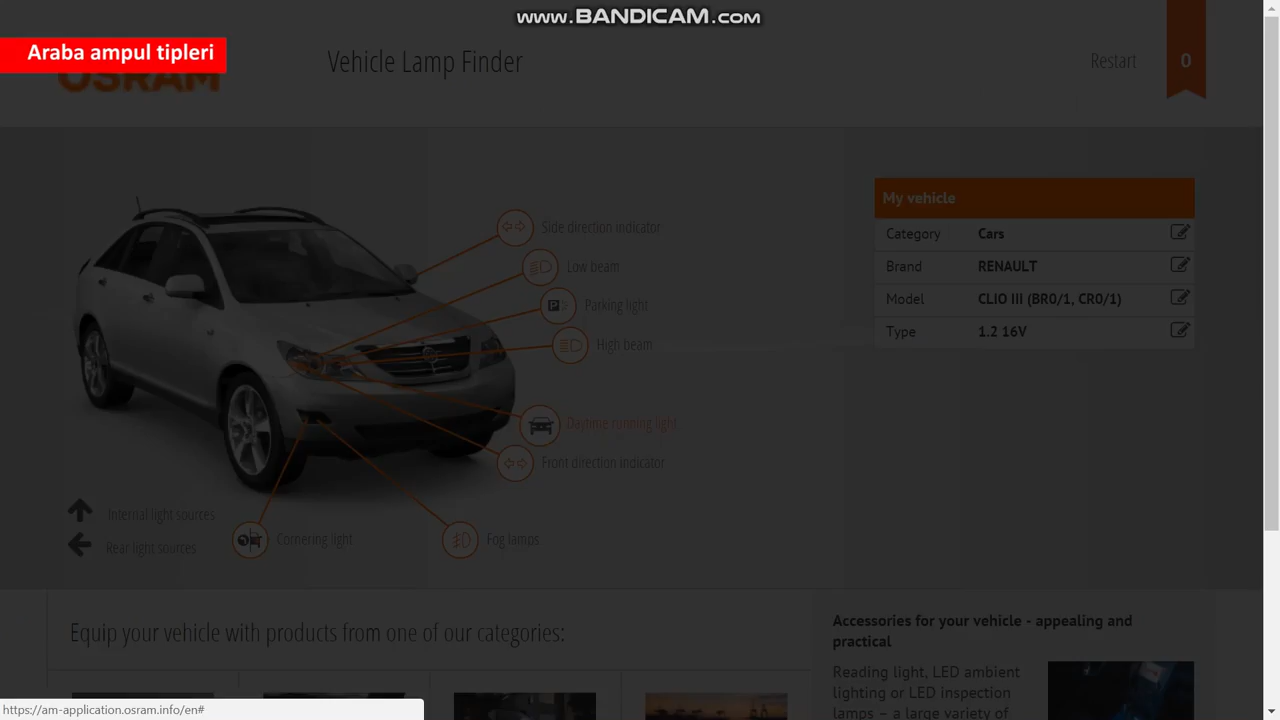 www.BANDICAM.com
Araba ampul tipleri
OSRAM
Vehicle Lamp Finder
Restart
0
My vehicle
Category Cars
Brand RENAULT
Model CLIO III (BR0/1, CR0/1)
Type 1.2 16V
Side direction indicator
Low beam
Parking light
High beam
Daytime running light
Front direction indicator
Internal light sources
Rear light sources
Cornering light
Fog lamps
Equip your vehicle with products from one of our categories:
Accessories for your vehicle - appealing and
practical
Reading light, LED ambient
lighting or LED inspection
lamps – a large variety of
https://am-application.osram.info/en#